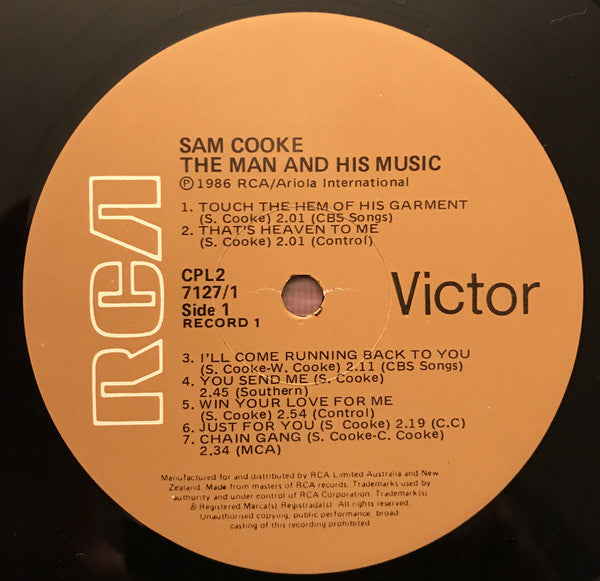 RCA
SAM COOKE
THE MAN AND HIS MUSIC
Ⓟ1986 RCA/Ariola International
1. TOUCH THE HEM OF HIS GARMENT
(S. Cooke) 2.01 (CBS Songs)
2. THAT'S HEAVEN TO ME
(S. Cooke) 2.01 (Control)
CPL2
7127/1
Side 1
RECORD 1
Victor
3. I'LL COME RUNNING BACK TO YOU
(S. Cooke-W. Cooke) 2.11 (CBS Songs)
4. YOU SEND ME (S. Cooke)
2.45 (Southern)
5. WIN YOUR LOVE FOR ME
(S. Cooke) 2.54 (Control)
6. JUST FOR YOU (S Cooke) 2.19 (C.C)
7. CHAIN GANG (S. Cooke-C. Cooke)
2.34 (MCA)
Manufactured for and distributed by RCA Limited Australia and New
Zealand. Made from masters of RCA records. Trademarks used by
authority and under control of RCA Corporation. Trademark(s)
® Registered Marca(s) Registrada(s). All rights reserved.
Unauthorised copying, public performance, broad
casting of this recording prohibited